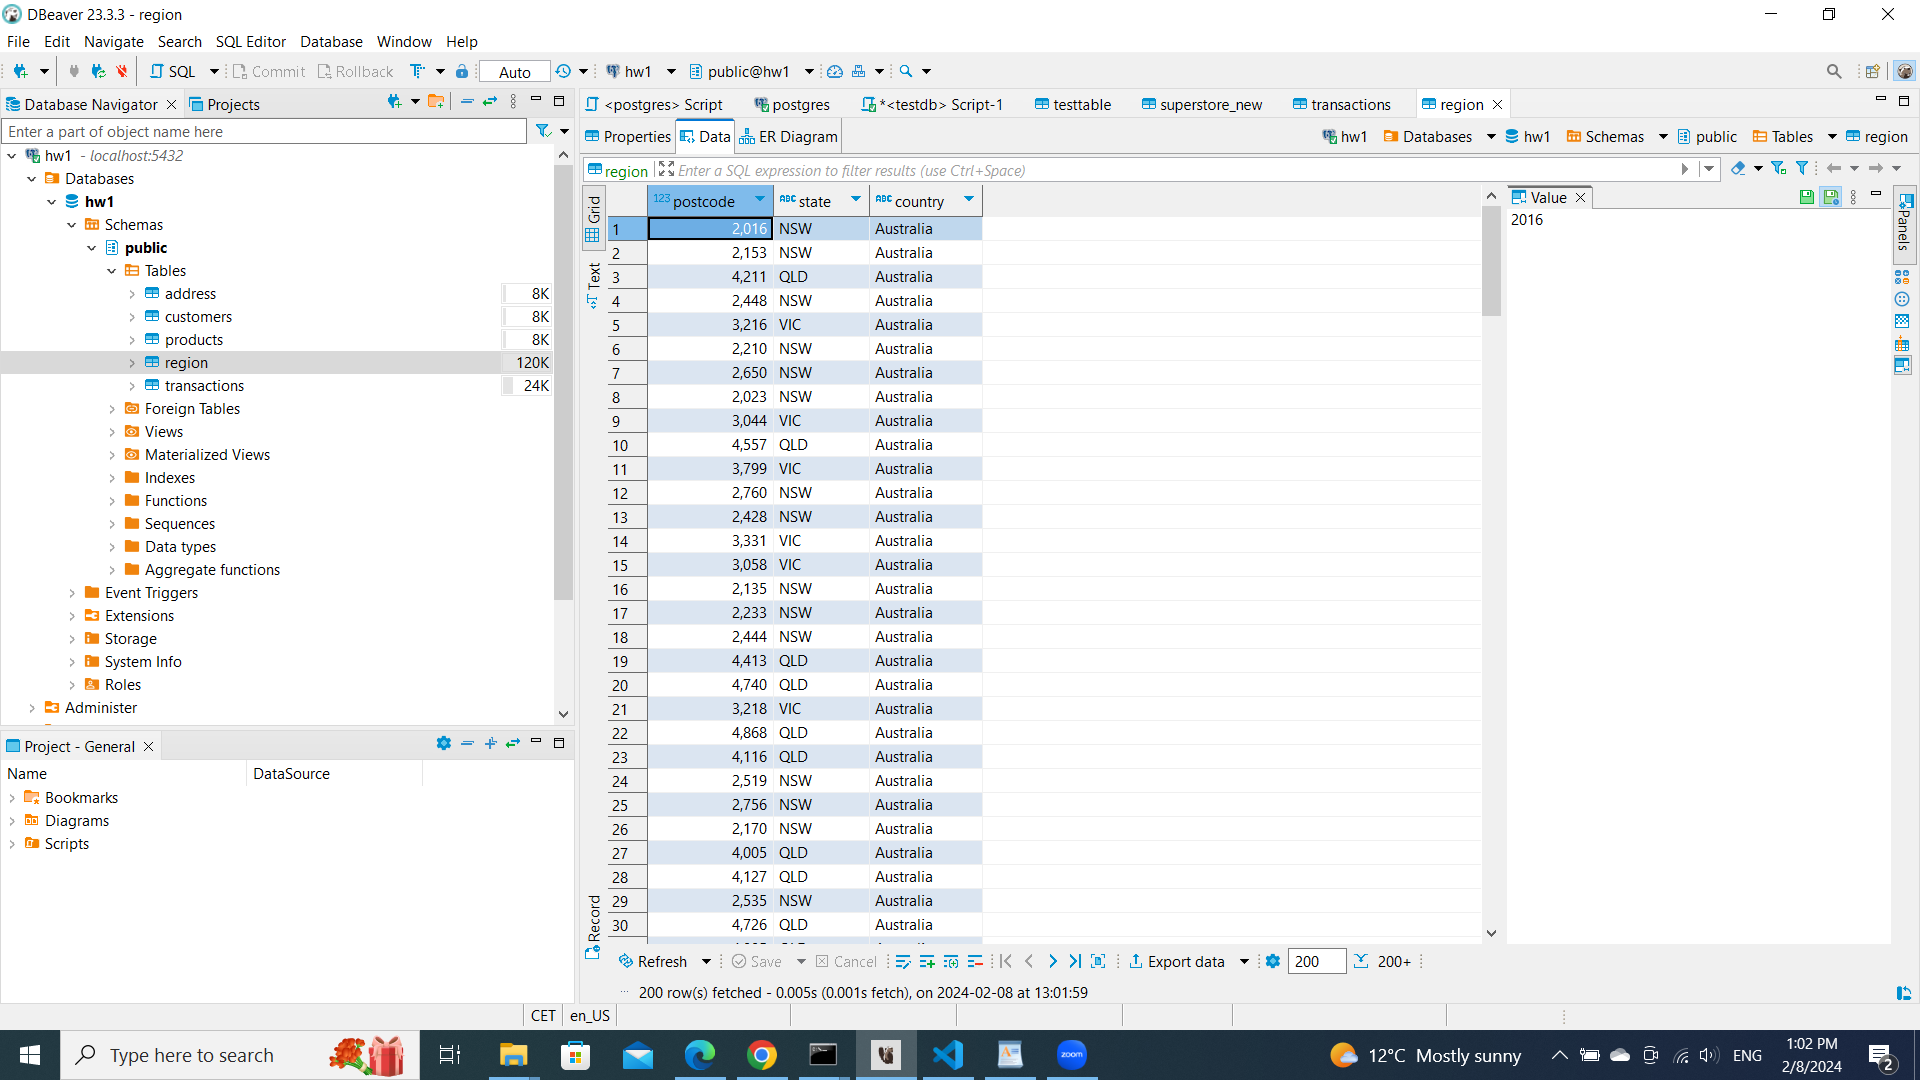 DBeaver 23.3.3 - region
File Edit Navigate Search SQL Editor Database Window Help
SQL Commit Rollback Auto hw1 public@hw1
Database Navigator Projects
<postgres> Script postgres *<testdb> Script-1 testtable superstore_new transactions region
Enter a part of object name here
Properties Data ER Diagram hw1 Databases hw1 Schemas public Tables region
region Enter a SQL expression to filter results (use Ctrl+Space)
hw1 - localhost:5432
Databases
hw1
Schemas
public
Tables
address 8K
customers 8K
products 8K
region 120K
transactions 24K
Foreign Tables
Views
Materialized Views
Indexes
Functions
Sequences
Data types
Aggregate functions
Event Triggers
Extensions
Storage
System Info
Roles
Administer
Project - General
Name DataSource
Bookmarks
Diagrams
Scripts
Grid
Text
Record
123 postcode ABC state ABC country
1 2,016 NSW Australia
2 2,153 NSW Australia
3 4,211 QLD Australia
4 2,448 NSW Australia
5 3,216 VIC Australia
6 2,210 NSW Australia
7 2,650 NSW Australia
8 2,023 NSW Australia
9 3,044 VIC Australia
10 4,557 QLD Australia
11 3,799 VIC Australia
12 2,760 NSW Australia
13 2,428 NSW Australia
14 3,331 VIC Australia
15 3,058 VIC Australia
16 2,135 NSW Australia
17 2,233 NSW Australia
18 2,444 NSW Australia
19 4,413 QLD Australia
20 4,740 QLD Australia
21 3,218 VIC Australia
22 4,868 QLD Australia
23 4,116 QLD Australia
24 2,519 NSW Australia
25 2,756 NSW Australia
26 2,170 NSW Australia
27 4,005 QLD Australia
28 4,127 QLD Australia
29 2,535 NSW Australia
30 4,726 QLD Australia
Value
2016
Panels
Refresh Save Cancel Export data 200 200+
200 row(s) fetched - 0.005s (0.001s fetch), on 2024-02-08 at 13:01:59
CET en_US
Type here to search
zoom
12°C Mostly sunny
ENG
1:02 PM
2/8/2024
2